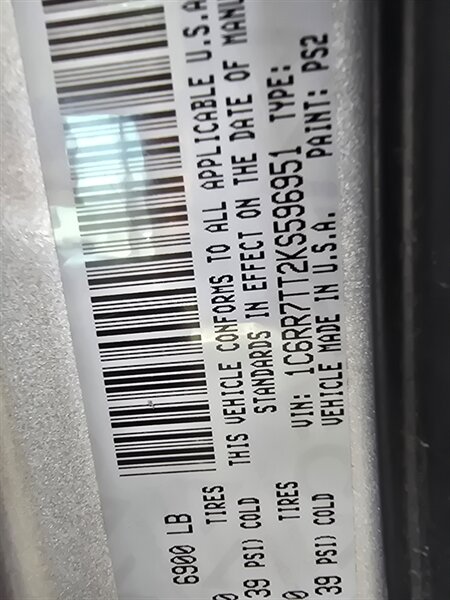 6900 LB
TIRES
39 PSI) COLD
TIRES
39 PSI) COLD
THIS VEHICLE CONFORMS TO ALL APPLICABLE U.S.A
STANDARDS IN EFFECT ON THE DATE OF MANU
VIN: 1C6RR7TT2KS596951 TYPE:
VEHICLE MADE IN U.S.A. PAINT: PS2